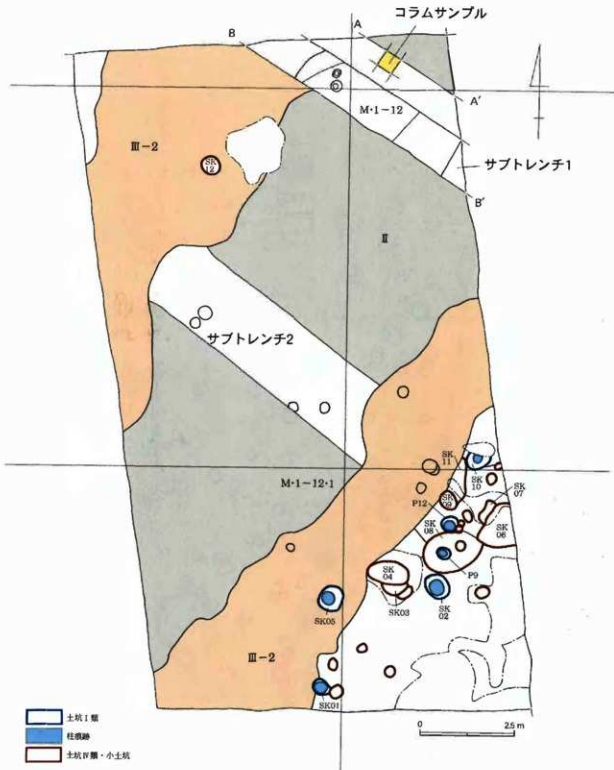 コラムサンプル
B
A
A'
M・1-12
サブトレンチ1
B'
III-2
SK
12
II
サブトレンチ2
M・1-12・1
SK
11
SK
10
SK
07
SK
09
P12
SK
08
SK
06
P9
SK
04
SK03
SK
02
SK05
III-2
SK01
土坑I類
柱痕跡
土坑IV類・小土坑
0
2.5 m